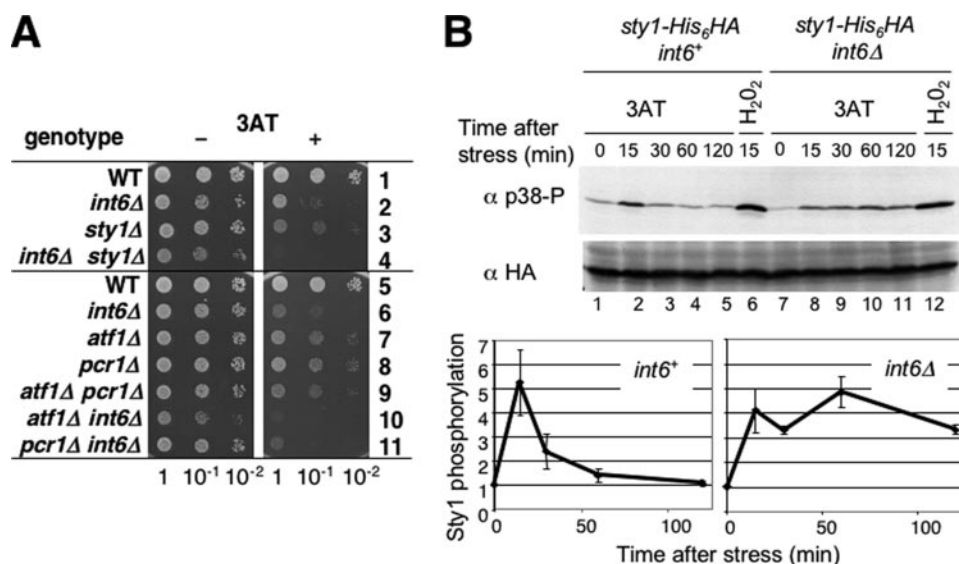 A
3AT
genotype – +
WT 1
int6Δ 2
sty1Δ 3
int6Δ sty1Δ 4
WT 5
int6Δ 6
atf1Δ 7
pcr1Δ 8
atf1Δ pcr1Δ 9
atf1Δ int6Δ 10
pcr1Δ int6Δ 11
1 10⁻¹ 10⁻² 1 10⁻¹ 10⁻²
B
sty1-His₆HA sty1-His₆HA
int6⁺ int6Δ
3AT H₂O₂ 3AT H₂O₂
Time after
stress (min) 0 15 30 60 120 15 0 15 30 60 120 15
α p38-P
α HA
1 2 3 4 5 6 7 8 9 10 11 12
Sty1 phosphorylation
7
6
5
4
3
2
1
0
int6⁺ int6Δ
0 50 100 0 50 100
Time after stress (min)